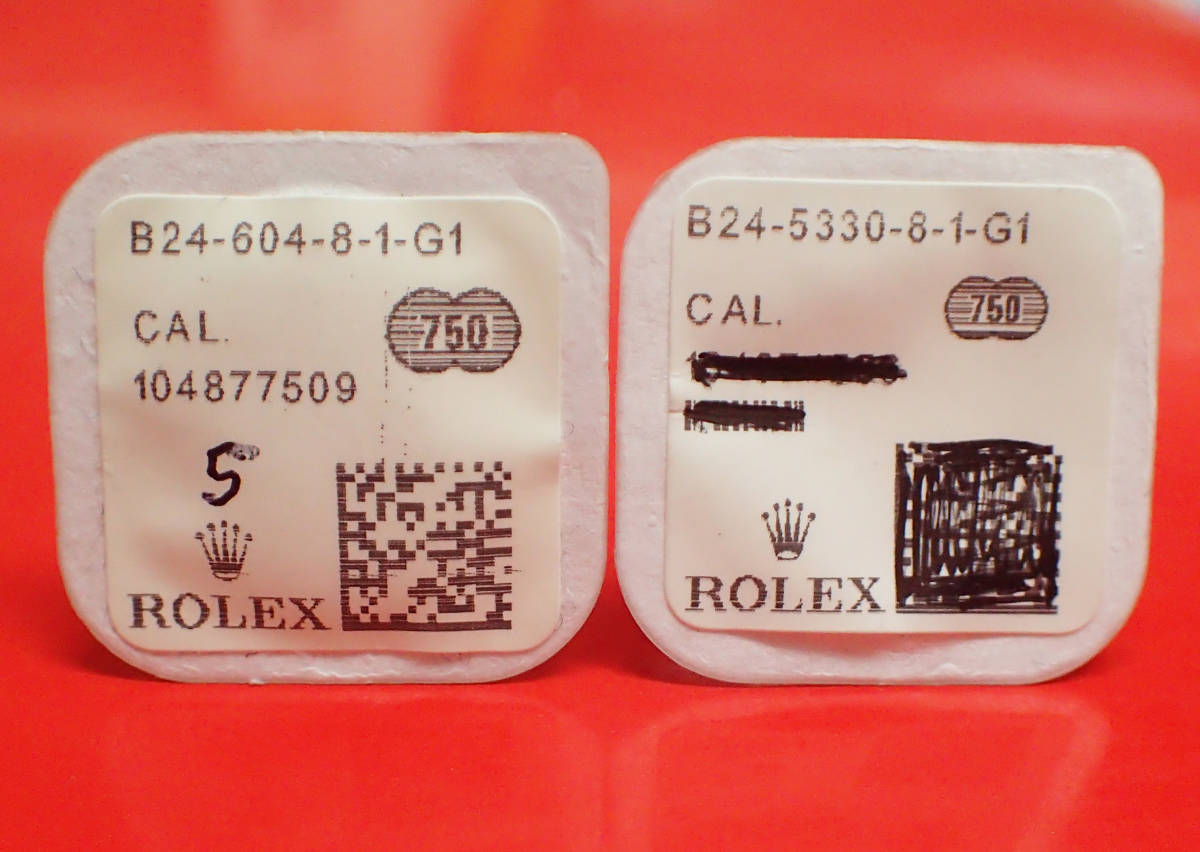 B24-604-8-1-G1
CAL.
750
104877509
5
ROLEX
B24-5330-8-1-G1
CAL.
750
ROLEX